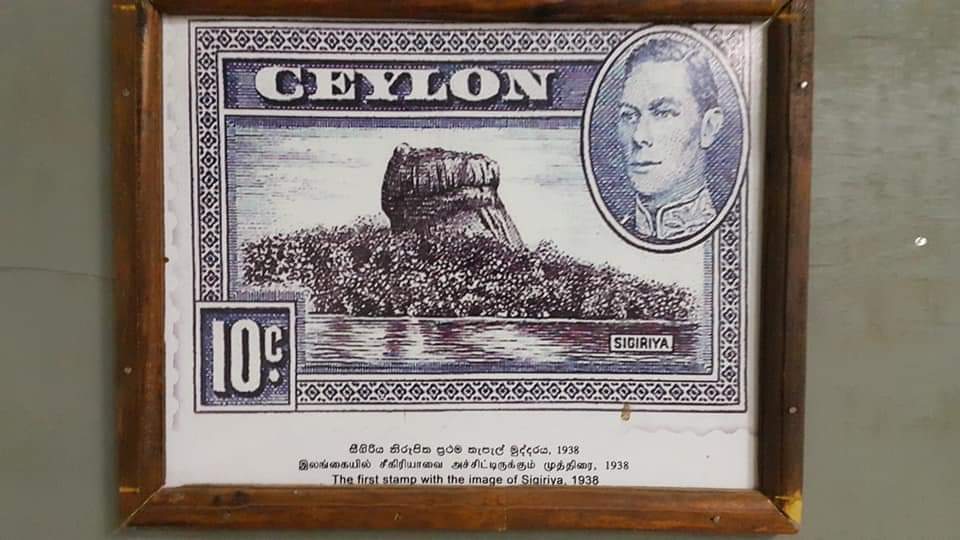 CEYLON
10c.
SIGIRIYA
සීගිරිය නිරූපිත ප්‍රථම තැපැල් මුද්දරය, 1938
இலங்கையில் சீகிரியாவை அச்சிட்டிருக்கும் முத்திரை, 1938
The first stamp with the image of Sigiriya, 1938